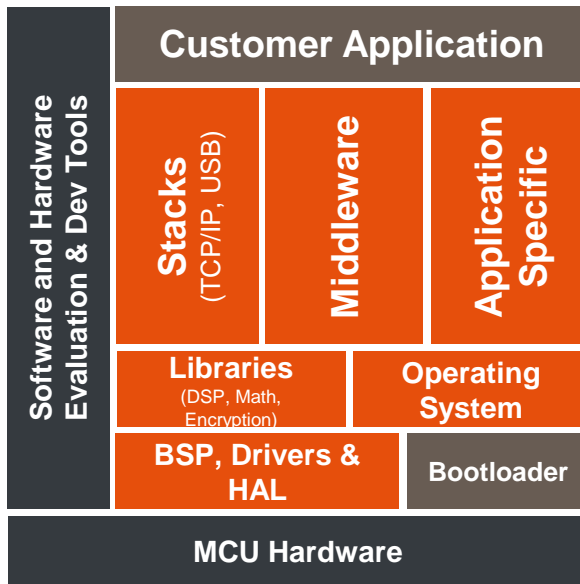 Customer Application
Software and Hardware
Evaluation & Dev Tools
Stacks
(TCP/IP, USB)
Middleware
Application
Specific
Libraries
(DSP, Math,
Encryption)
Operating
System
BSP, Drivers &
HAL
Bootloader
MCU Hardware